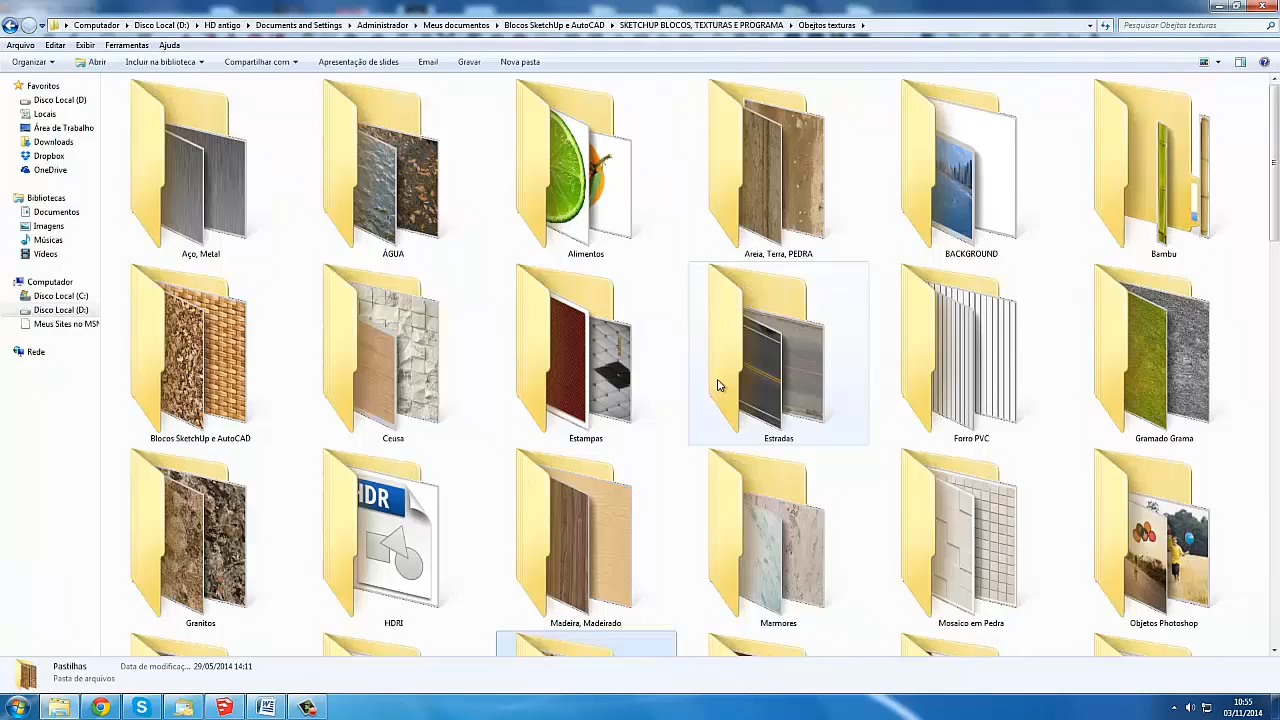 Computador ▸ Disco Local (D:) ▸ HD antigo ▸ Documents and Settings ▸ Administrador ▸ Meus documentos ▸ Blocos SketchUp e AutoCAD ▸ SKETCHUP BLOCOS, TEXTURAS E PROGRAMA ▸ Obejtos texturas ▸
Pesquisar Obejtos texturas
Arquivo Editar Exibir Ferramentas Ajuda
Organizar Abrir Incluir na biblioteca Compartilhar com Apresentação de slides Email Gravar Nova pasta
Favoritos
Disco Local (D)
Locais
Área de Trabalho
Downloads
Dropbox
OneDrive
Bibliotecas
Documentos
Imagens
Músicas
Vídeos
Computador
Disco Local (C:)
Disco Local (D:)
Meus Sites no MSN
Rede
Aço, Metal
ÁGUA
Alimentos
Areia, Terra, PEDRA
BACKGROUND
Bambu
Blocos SketchUp e AutoCAD
Ceusa
Estampas
Estradas
Forro PVC
Gramado Grama
Granitos
HDR
HDRI
Madeira, Madeirado
Marmores
Mosaico em Pedra
Objetos Photoshop
Pastilhas
Data de modificaç... 29/05/2014 14:11
Pasta de arquivos
10:55
03/11/2014